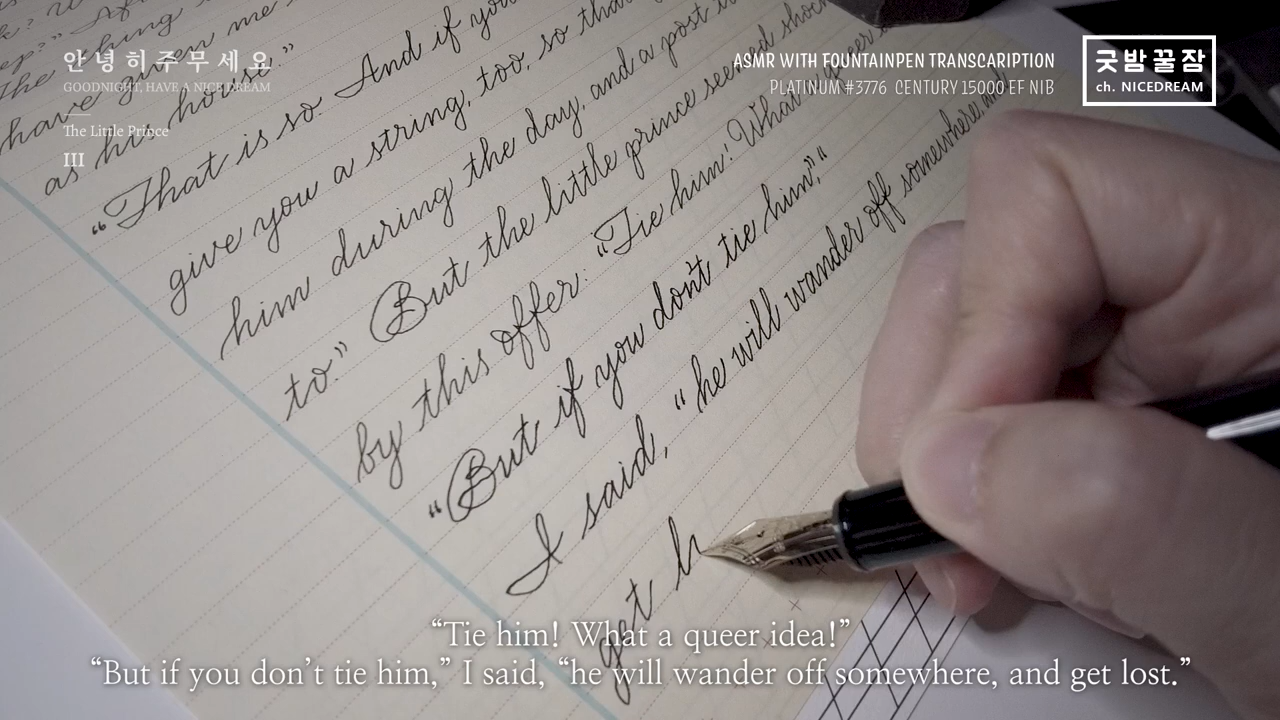 안녕히주무세요
GOODNIGHT, HAVE A NICE DREAM
The Little Prince
III
ASMR WITH FOUNTAINPEN TRANSCARIPTION
PLATINUM #3776 CENTURY 15000 EF NIB
굿밤꿀잠
ch. NICEDREAM
The thing
have given me
as his house."
"That is so. And if you
give you a string, too, so that
him during the day, and a post to
to." But the little prince seemed shock
by this offer: "Tie him! What a queer
"But if you don't tie him,"
I said, "he will wander off somewhere, and
get l
"Tie him! What a queer idea!"
"But if you don't tie him," I said, "he will wander off somewhere, and get lost."